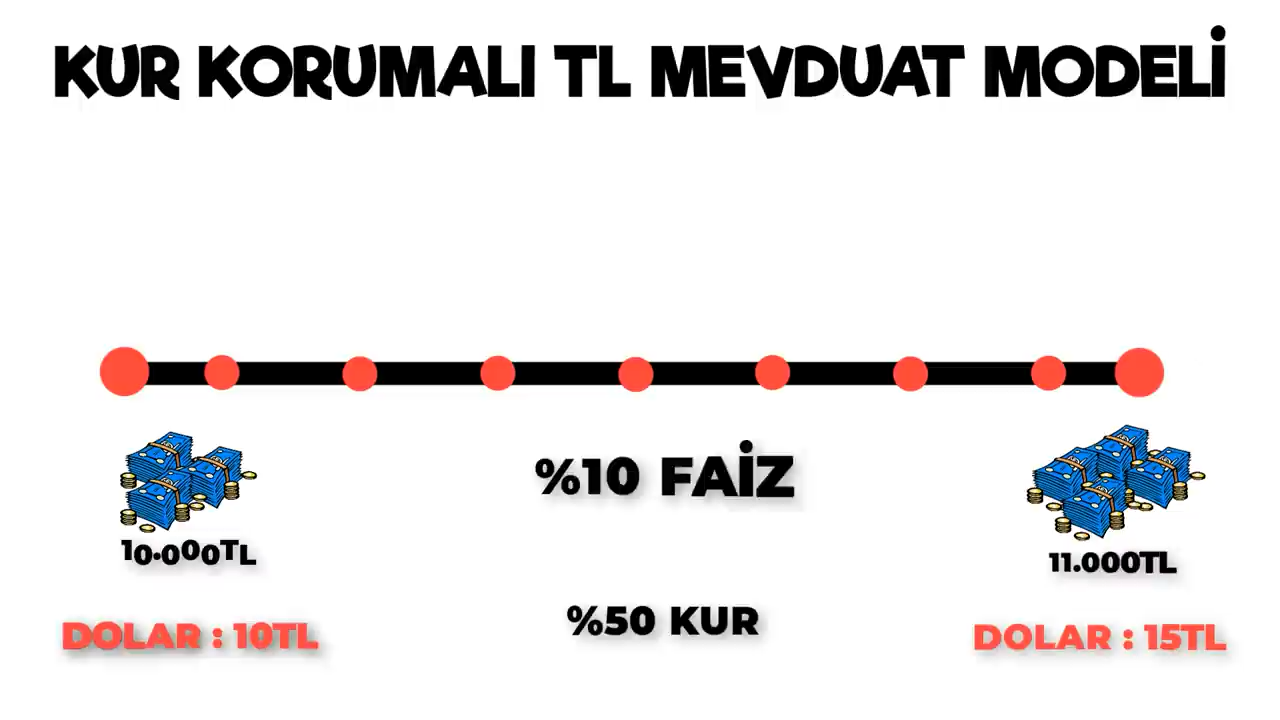 KUR KORUMALI TL MEVDUAT MODELİ
%10 FAİZ
10.000TL
11.000TL
%50 KUR
DOLAR : 10TL
DOLAR : 15TL